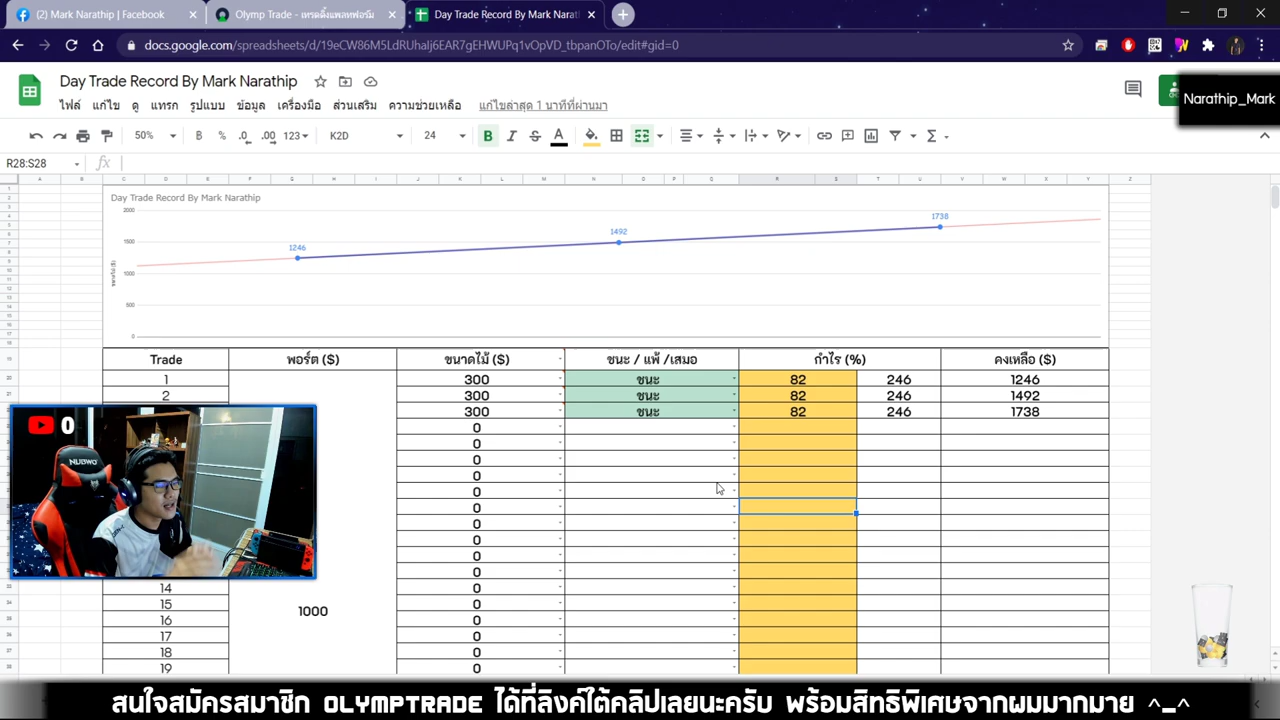 (2) Mark Narathip | Facebook
Olymp Trade - เทรดดิ้งแพลทฟอร์ม
Day Trade Record By Mark Narat
docs.google.com/spreadsheets/d/19eCW86M5LdRUhaIj6EAR7gEHWUPq1vOpVD_tbpanOTo/edit#gid=0
Day Trade Record By Mark Narathip
ไฟล์ แก้ไข ดู แทรก รูปแบบ ข้อมูล เครื่องมือ ส่วนเสริม ความช่วยเหลือ แก้ไขล่าสุด 1 นาทีที่ผ่านมา
Narathip_Mark
50% ฿ % .0 .00 123 K2D 24 B I S A Σ
R28:S28 fx
Day Trade Record By Mark Narathip
2000
1738
1492
1500
1246
1000
500
0
Trade พอร์ต ($) ขนาดไม้ ($) ชนะ / แพ้ /เสมอ กำไร (%) คงเหลือ ($)
1 300 ชนะ 82 246 1246
2 300 ชนะ 82 246 1492
300 ชนะ 82 246 1738
0
0
0
0
0
0
0
0
0
0
14 0
15 0
1000
16 0
17 0
18 0
19 0
NUBWO
0
สนใจสมัครสมาชิก OLYMPTRADE ได้ที่ลิงค์ใต้คลิปเลยนะครับ พร้อมสิทธิพิเศษจากผมมากมาย ^_^